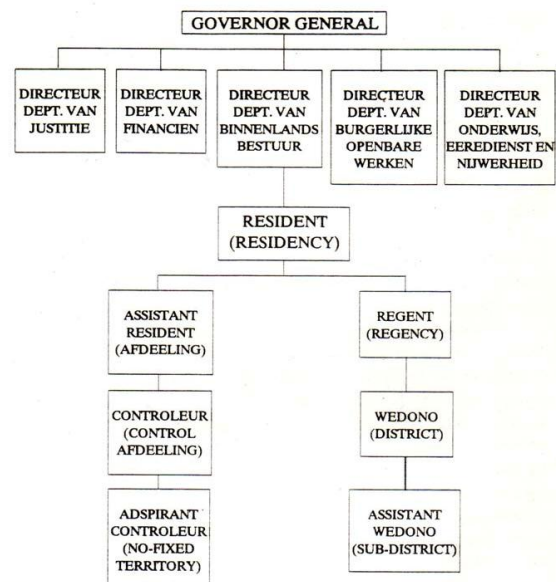 GOVERNOR GENERAL
DIRECTEUR
DEPT. VAN
JUSTITIE
DIRECTEUR
DEPT. VAN
FINANCIEN
DIRECTEUR
DEPT. VAN
BINNENLANDS
BESTUUR
DIRECTEUR
DEPT. VAN
BURGERLIJKE
OPENBARE
WERKEN
DIRECTEUR
DEPT. VAN
ONDERWIJS,
EEREDIENST EN
NIJWERHEID
RESIDENT
(RESIDENCY)
ASSISTANT
RESIDENT
(AFDEELING)
REGENT
(REGENCY)
CONTROLEUR
(CONTROL
AFDEELING)
WEDONO
(DISTRICT)
ADSPIRANT
CONTROLEUR
(NO-FIXED
TERRITORY)
ASSISTANT
WEDONO
(SUB-DISTRICT)